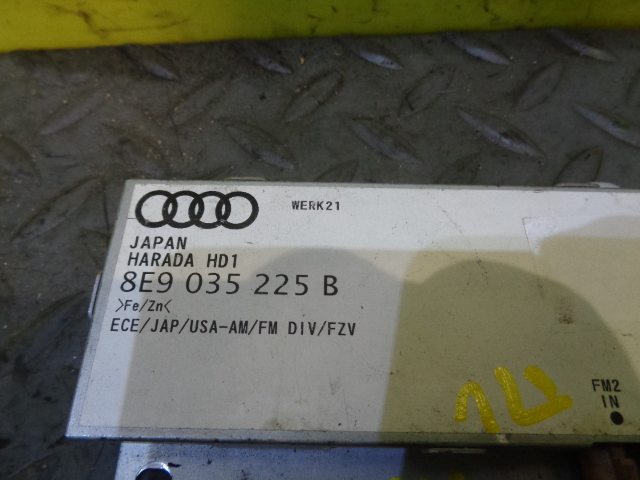 WERK21
JAPAN
HARADA HD1
8E9 035 225 B
>Fe/Zn<
ECE/JAP/USA-AM/FM DIV/FZV
FM2
IN